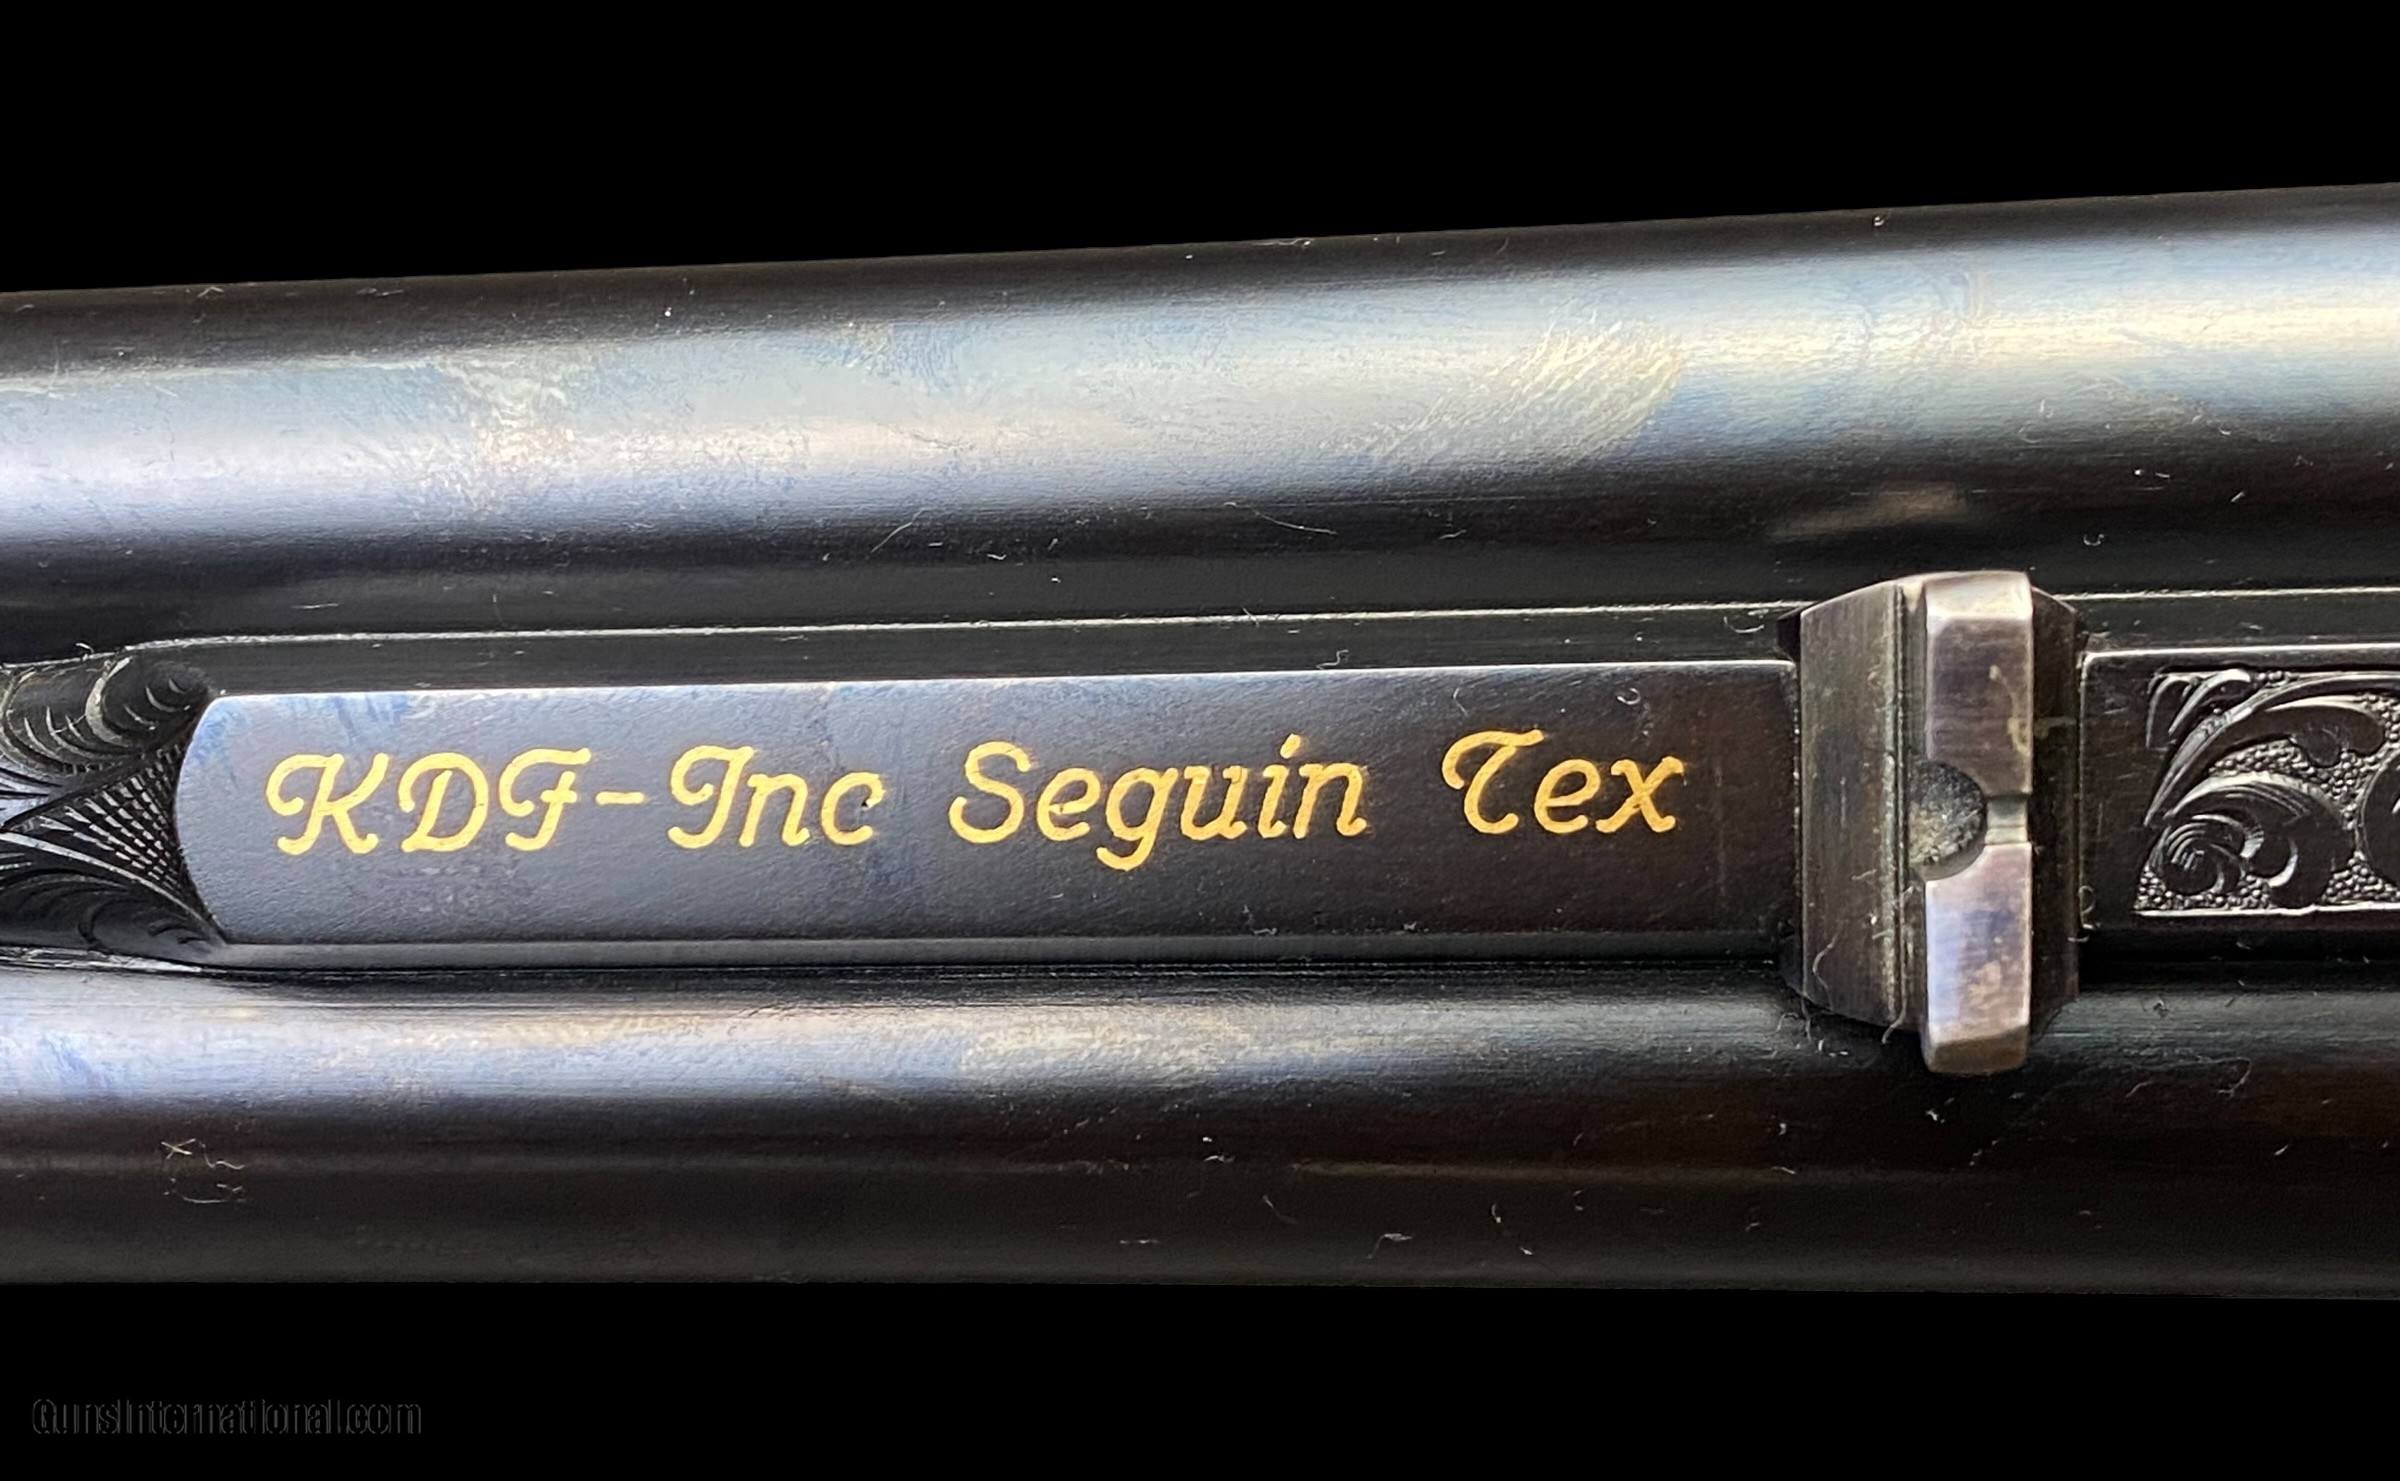 KDF-Inc Seguin Tex
GunsInternational.com